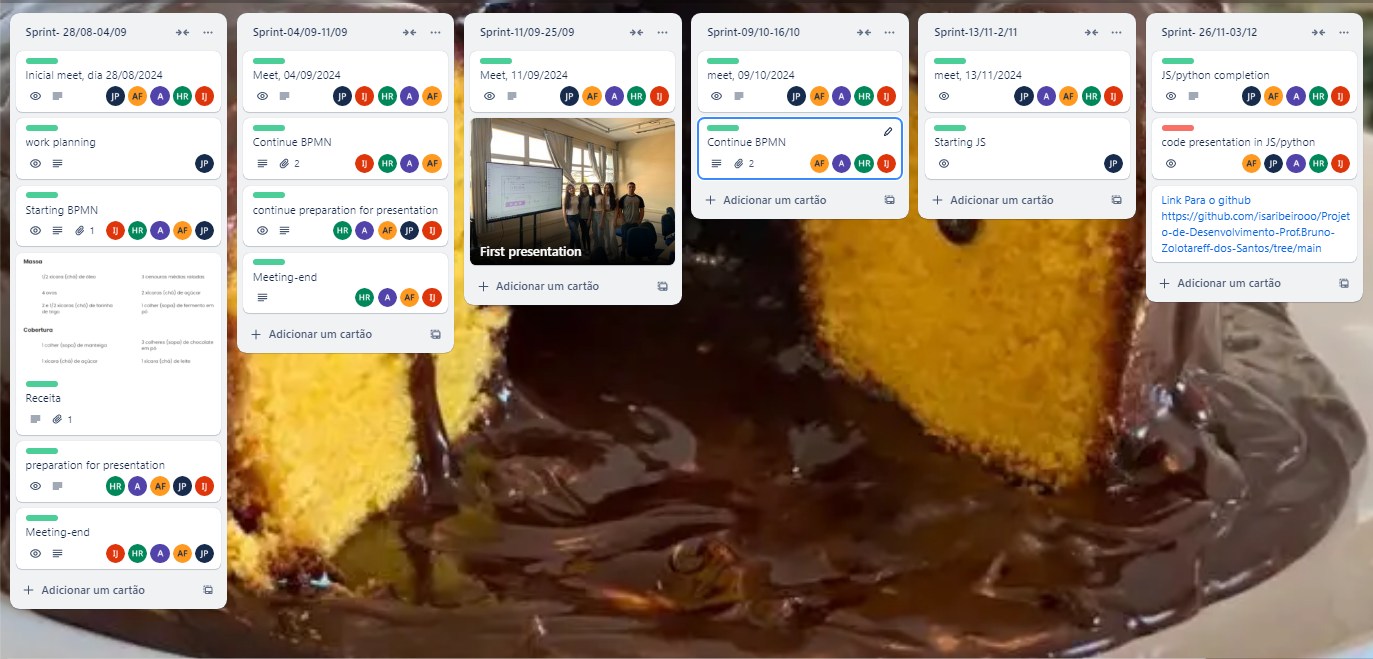 Sprint- 28/08-04/09
Inicial meet, dia 28/08/2024
JP AF A HR IJ
work planning
JP
Starting BPMN
1 IJ HR A AF JP
Massa
1/2 xícara (chá) de óleo
3 cenouras médias raladas
4 ovos
2 xícaras (chá) de açúcar
2 e 1/2 xícaras (chá) de farinha de trigo
1 colher (sopa) de fermento em pó
Cobertura
1 colher (sopa) de manteiga
3 colheres (sopa) de chocolate em pó
1 xícara (chá) de açúcar
1 xícara (chá) de leite
Receita
1
preparation for presentation
HR A AF JP IJ
Meeting-end
IJ HR A AF JP
Adicionar um cartão
Sprint-04/09-11/09
Meet, 04/09/2024
JP IJ HR A AF
Continue BPMN
2 IJ HR A AF
continue preparation for presentation
HR A AF JP IJ
Meeting-end
HR A AF IJ
Adicionar um cartão
Sprint-11/09-25/09
Meet, 11/09/2024
JP AF A HR IJ
First presentation
Adicionar um cartão
Sprint-09/10-16/10
meet, 09/10/2024
JP AF A HR IJ
Continue BPMN
2 AF A HR IJ
Adicionar um cartão
Sprint-13/11-2/11
meet, 13/11/2024
JP A AF HR IJ
Starting JS
JP
Adicionar um cartão
Sprint- 26/11-03/12
JS/python completion
JP AF A HR IJ
code presentation in JS/python
AF JP A HR IJ
Link Para o github
https://github.com/isaribeirooo/Projet
o-de-Desenvolvimento-Prof.Bruno-
Zolotareff-dos-Santos/tree/main
Adicionar um cartão